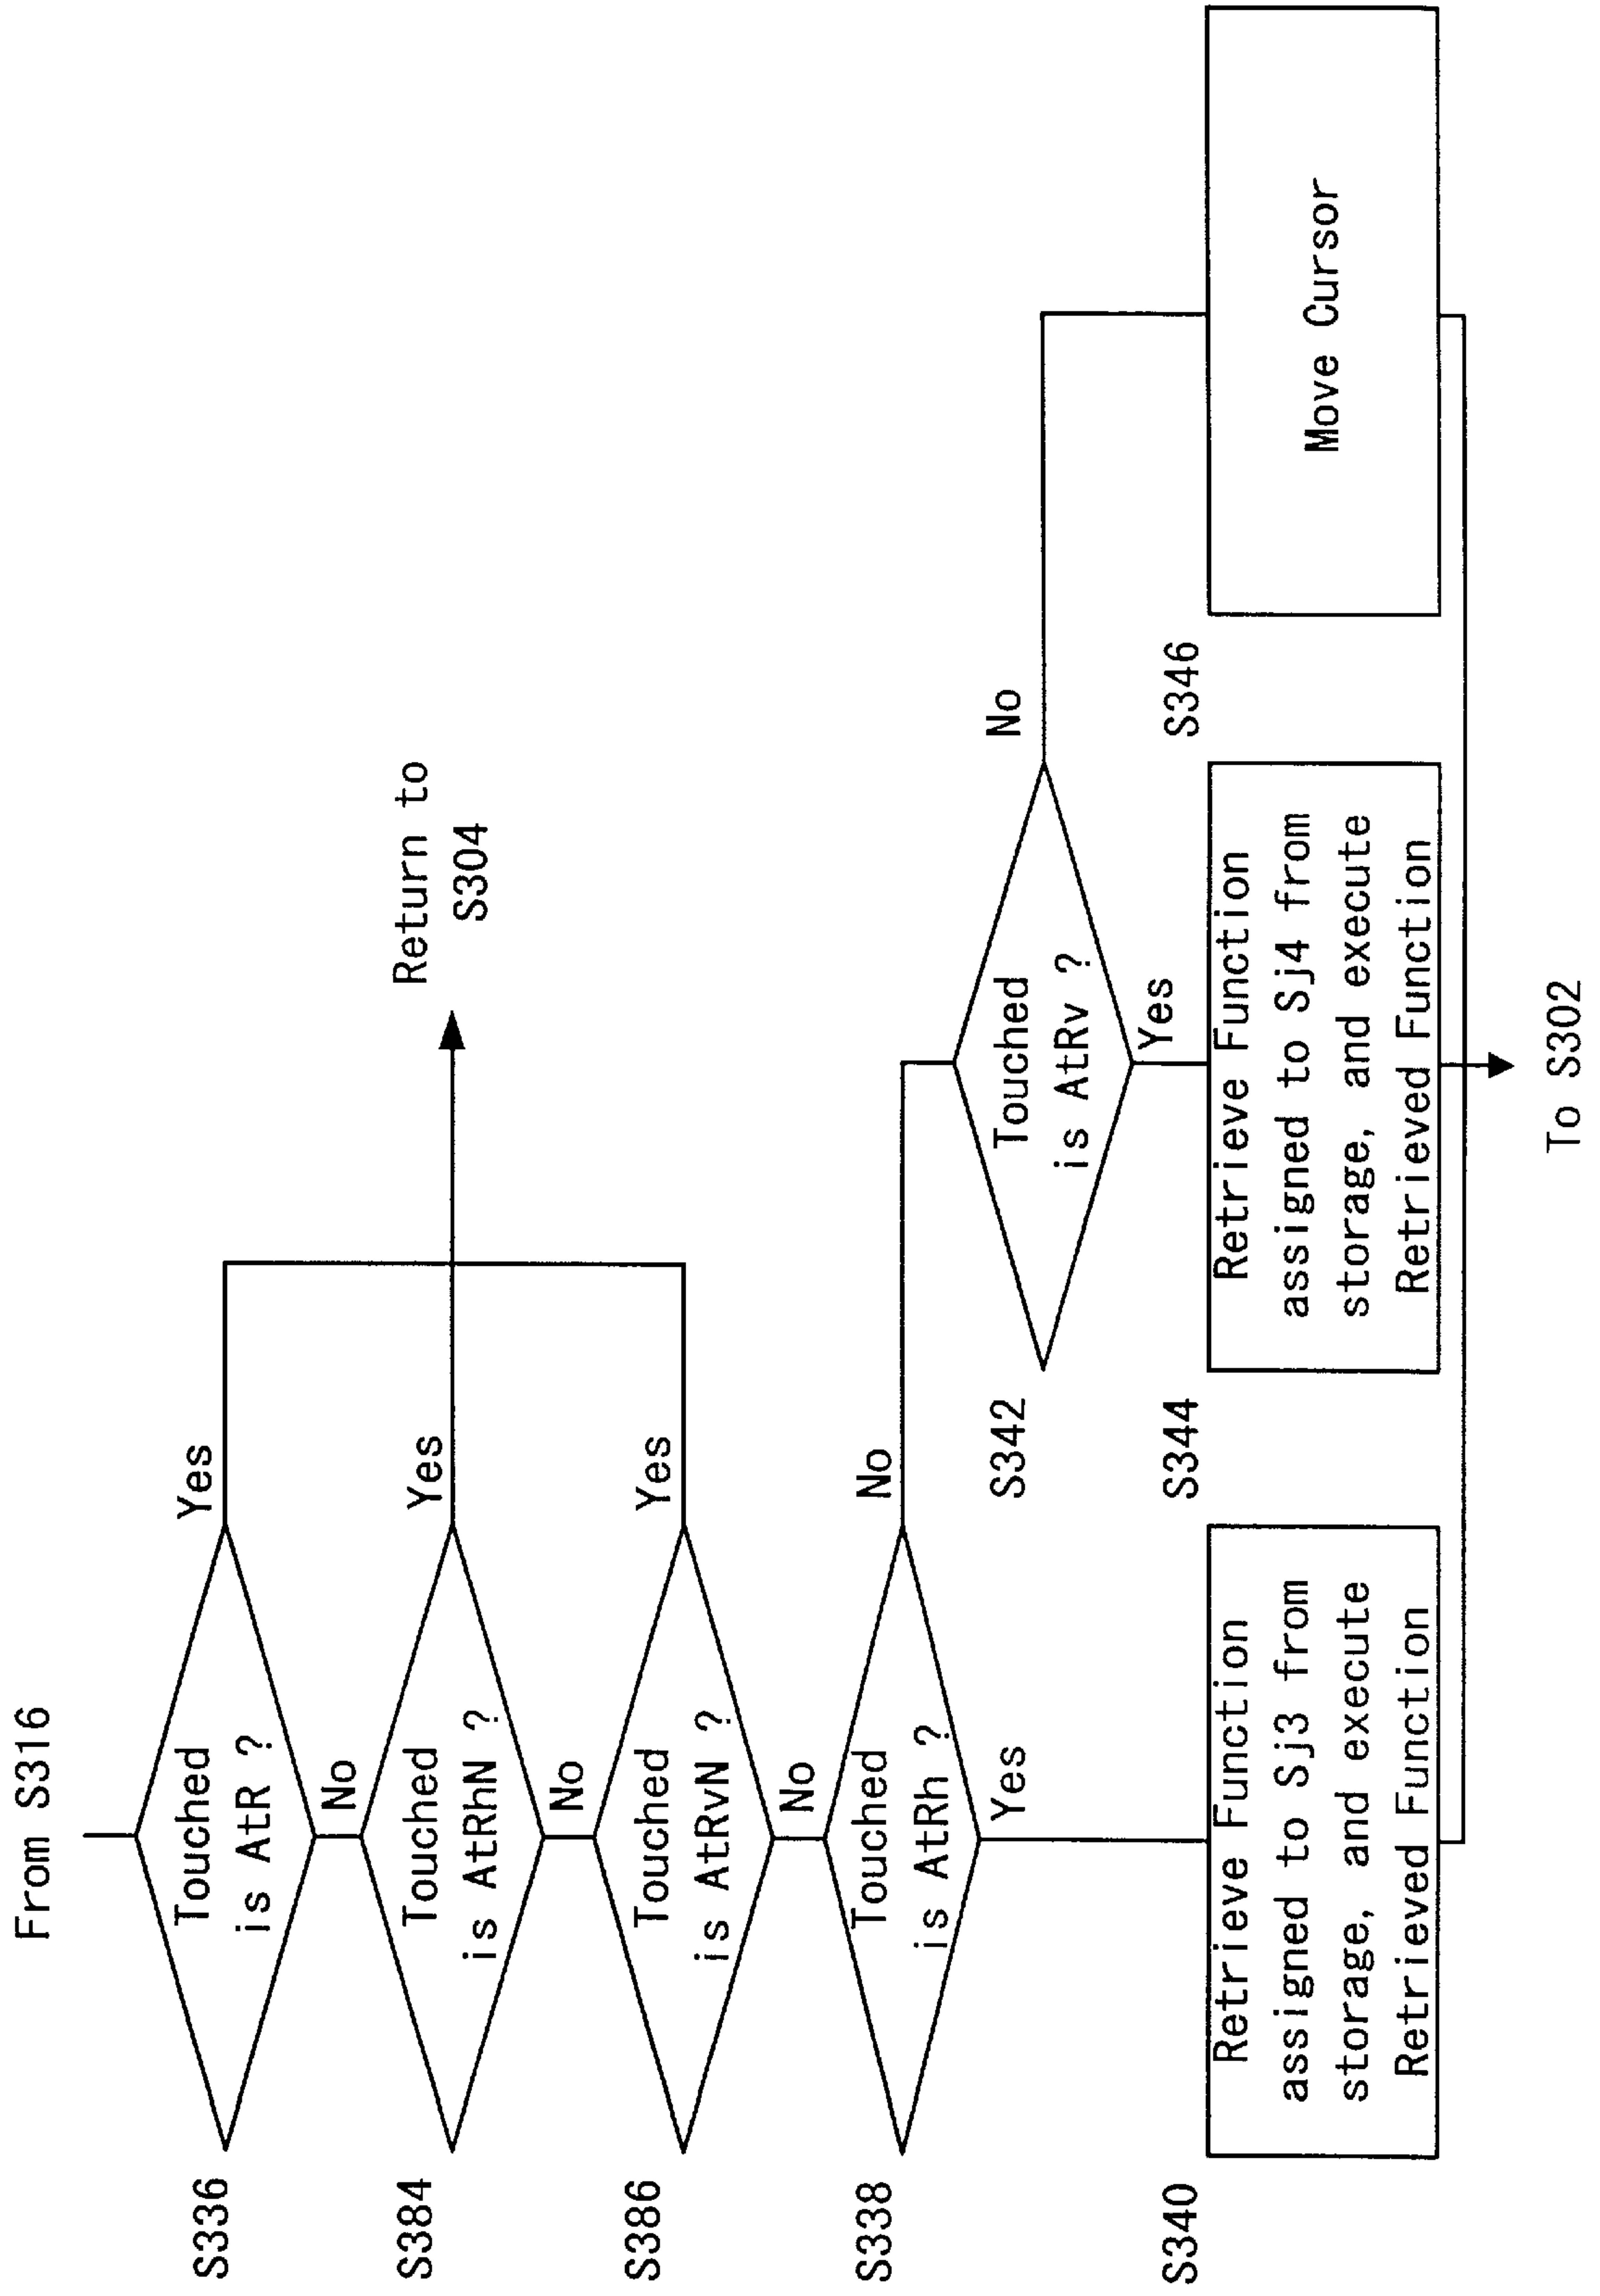 From S316
S336
Touched
is AtR ?
Yes
No
Return to
S304
S384
Touched
is AtRhN ?
Yes
No
S386
Touched
is AtRvN ?
Yes
No
S338
Touched
is AtRh ?
No
Yes
S342
Touched
is AtRv ?
No
Yes
S340
Retrieve Function
assigned to Sj3 from
storage, and execute
Retrieved Function
S344
Retrieve Function
assigned to Sj4 from
storage, and execute
Retrieved Function
S346
Move Cursor
To S302